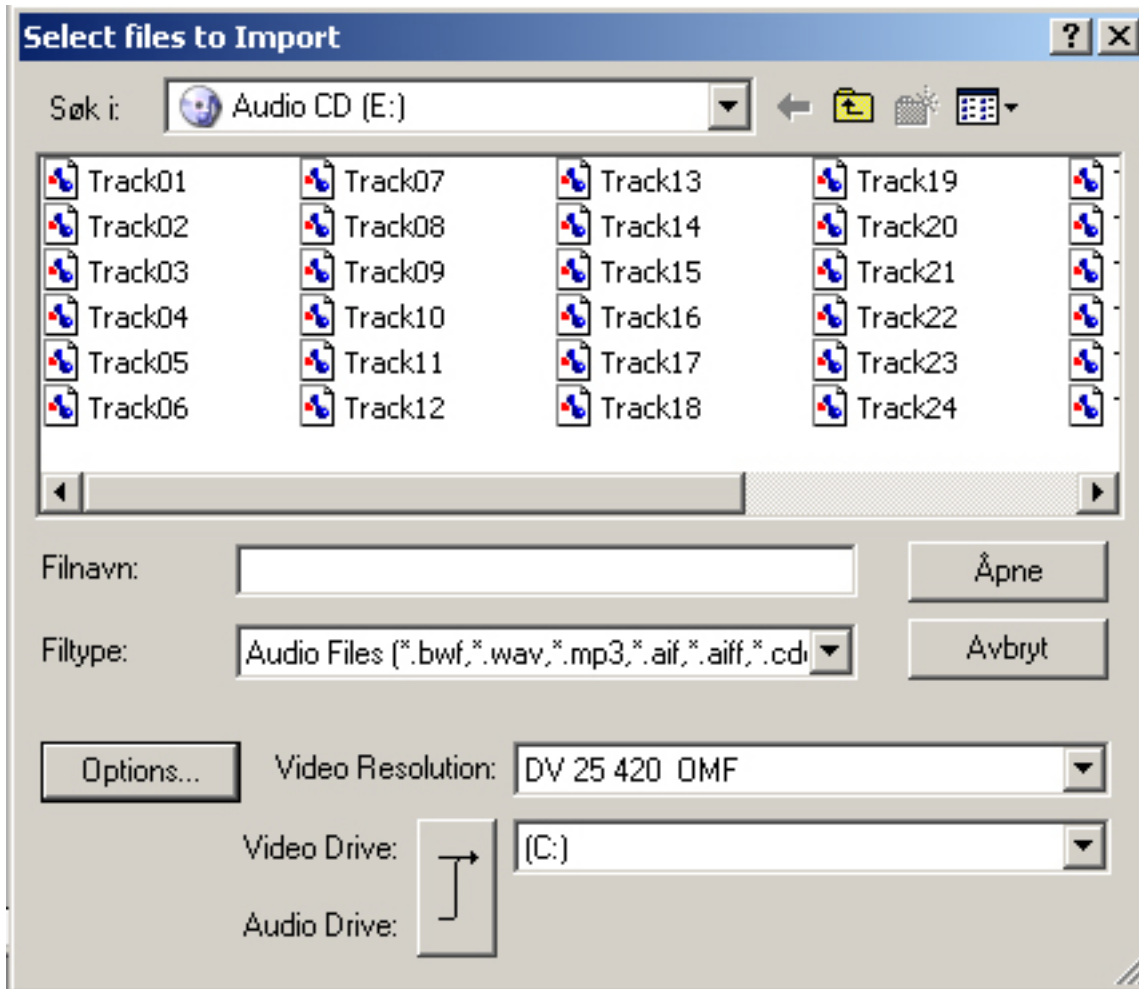 Select files to Import
Søk i:
Audio CD (E:)
Track01
Track02
Track03
Track04
Track05
Track06
Track07
Track08
Track09
Track10
Track11
Track12
Track13
Track14
Track15
Track16
Track17
Track18
Track19
Track20
Track21
Track22
Track23
Track24
Filnavn:
Åpne
Filtype:
Audio Files (*.bwf,*.wav,*.mp3,*.aif,*.aiff,*.cd
Avbryt
Options...
Video Resolution:
DV 25 420 OMF
Video Drive:
(C:)
Audio Drive: